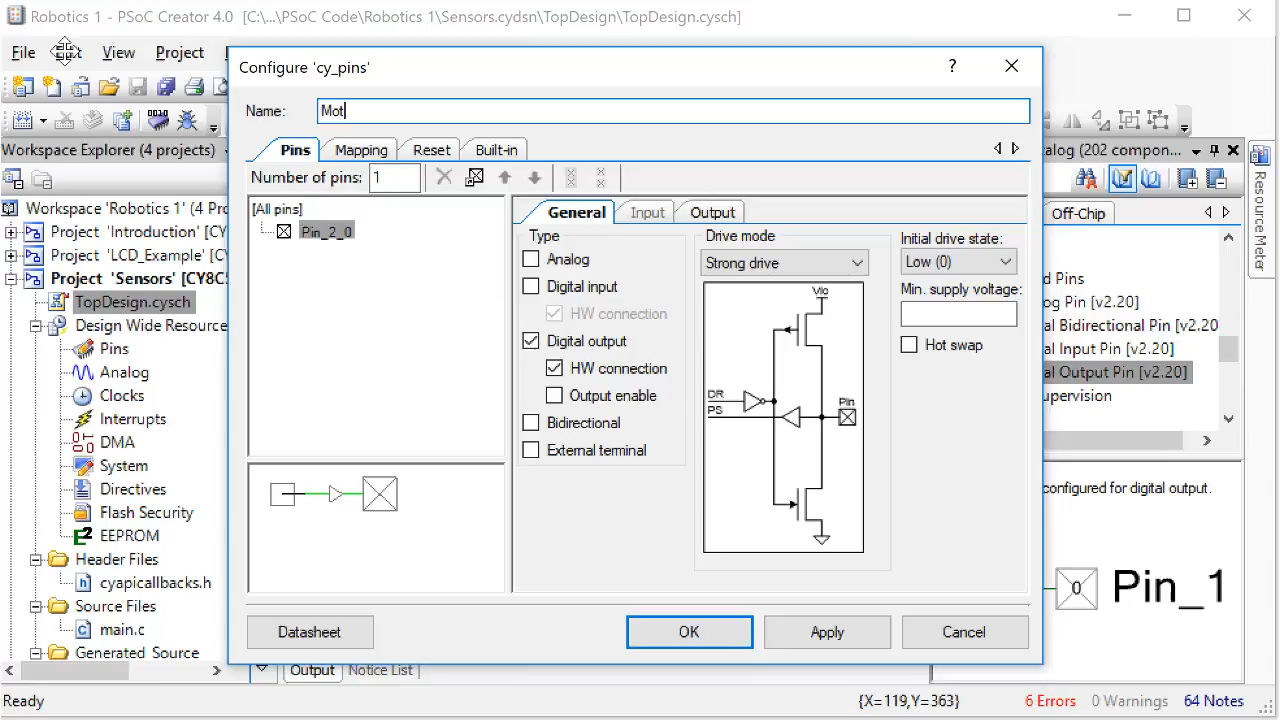 Robotics 1 - PSoC Creator 4.0 [C:\...\PSoC Code\Robotics 1\Sensors.cydsn\TopDesign\TopDesign.cysch]
File View Project
Configure 'cy_pins' ?
Name: Mot
Workspace Explorer (4 projects)
alog (202 compon...
Pins Mapping Reset Built-in
Number of pins: 1
Workspace 'Robotics 1' (4 Pro
Project 'Introduction' [CY
Project 'LCD_Example' [CY
Project 'Sensors' [CY8C5
TopDesign.cysch
Design Wide Resource
Pins
Analog
Clocks
Interrupts
DMA
System
Directives
Flash Security
EEPROM
Header Files
cyapicallbacks.h
Source Files
main.c
Generated Source
[All pins]
Pin_2_0
General Input Output
Type
Analog
Digital input
HW connection
Digital output
HW connection
Output enable
Bidirectional
External terminal
Drive mode
Strong drive
Vio
DR
PS
Pin
Initial drive state:
Low (0)
Min. supply voltage:
Hot swap
Datasheet OK Apply Cancel
Off-Chip
d Pins
og Pin [v2.20]
al Bidirectional Pin [v2.20
al Input Pin [v2.20]
al Output Pin [v2.20]
upervision
configured for digital output.
0 Pin_1
Resource Meter
Output Notice List
Ready {X=119,Y=363} 6 Errors 0 Warnings 64 Notes